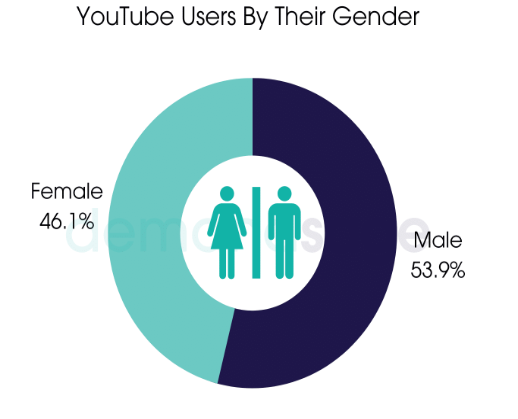 YouTube Users By Their Gender
Female
46.1%
Male
53.9%